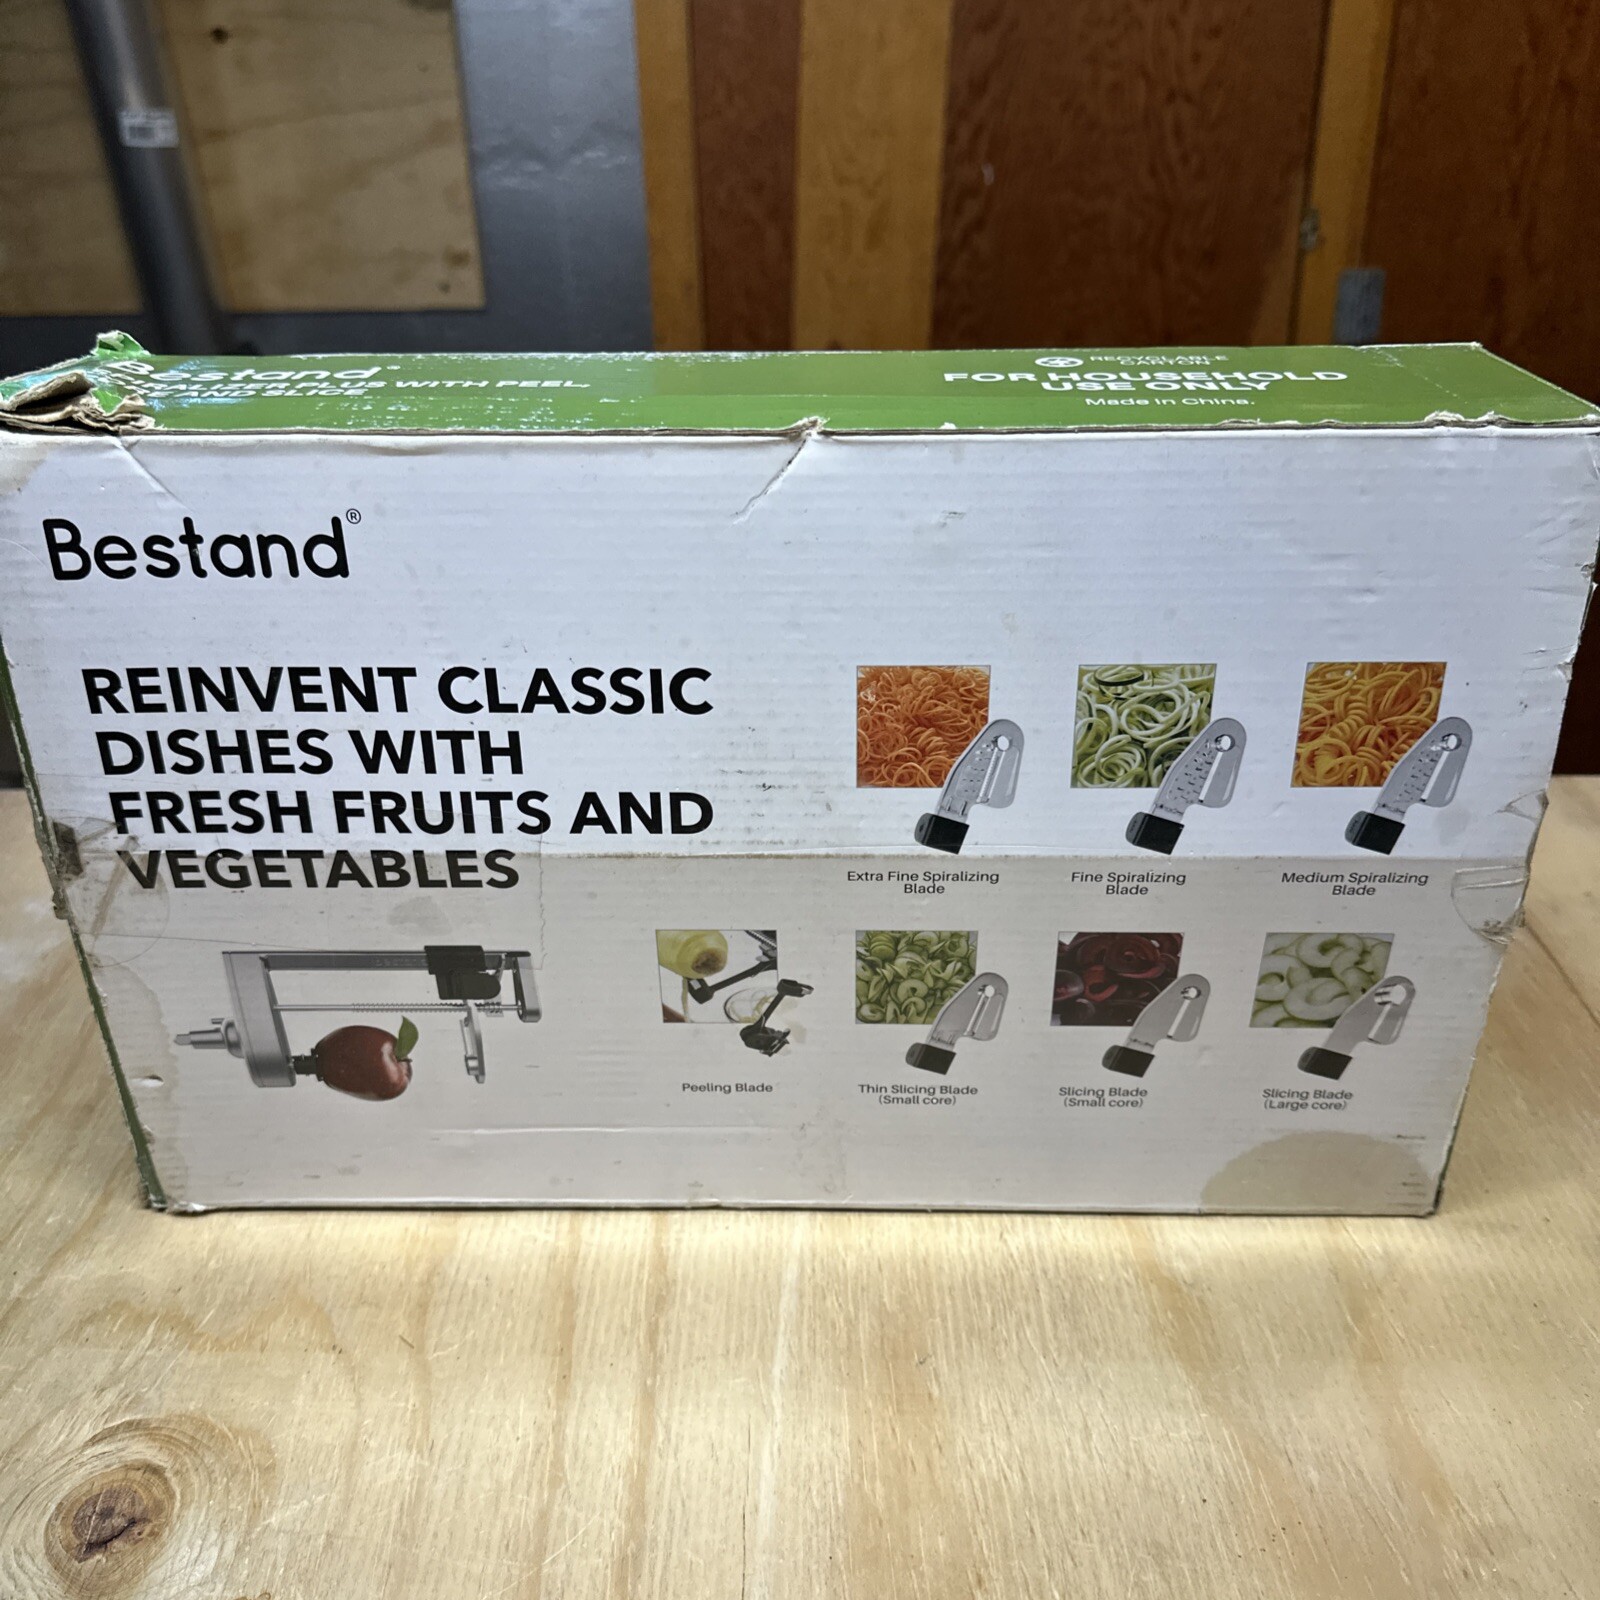 Bestand®
SPIRALIZER PLUS WITH PEEL,
AND SLICE
RECYCLABLE
CARTON
FOR HOUSEHOLD
USE ONLY
Made in China.
Bestand®
REINVENT CLASSIC
DISHES WITH
FRESH FRUITS AND
VEGETABLES
Extra Fine Spiralizing
Blade
Fine Spiralizing
Blade
Medium Spiralizing
Blade
Peeling Blade
Thin Slicing Blade
(Small core)
Slicing Blade
(Small core)
Slicing Blade
(Large core)